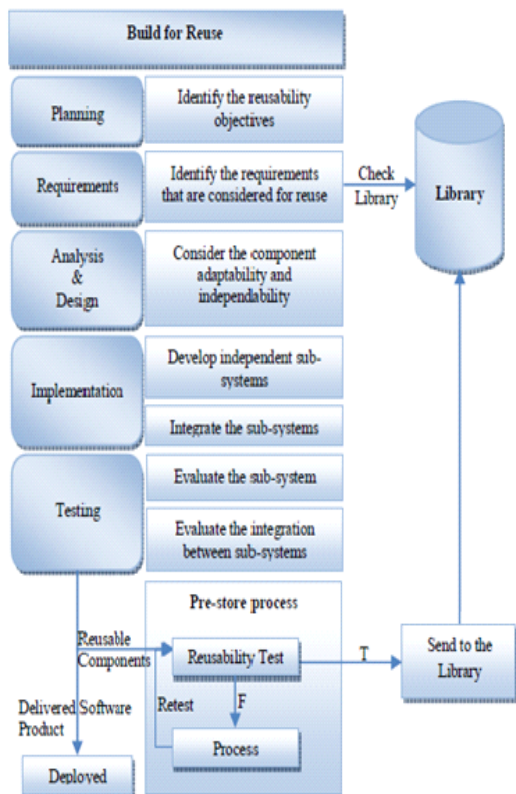 Build for Reuse
Planning
Identify the reusability
objectives
Requirements
Identify the requirements
that are considered for reuse
Check
Library
Library
Analysis
&
Design
Consider the component
adaptability and
independability
Implementation
Develop independent sub-
systems
Integrate the sub-systems
Testing
Evaluate the sub-system
Evaluate the integration
between sub-systems
Pre-store process
Reusable
Components
Reusability Test
T
Send to the
Library
F
Retest
Process
Delivered Software
Product
Deployed